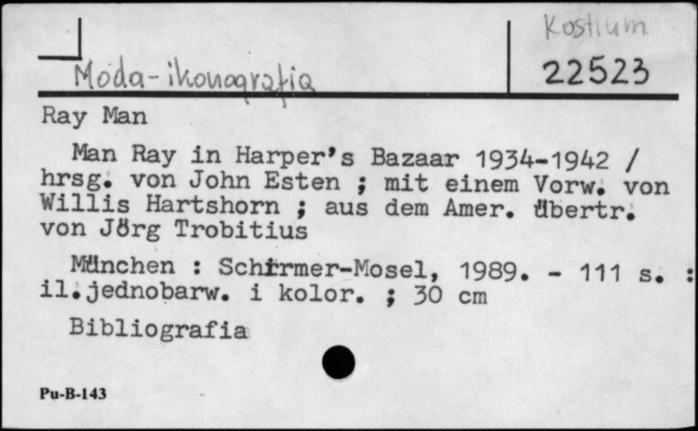 Kostium
Moda-ikonografia
22523
Ray Man
Man Ray in Harper's Bazaar 1934-1942 /
hrsg. von John Esten ; mit einem Vorw. von
Willis Hartshorn ; aus dem Amer. übertr.
von Jörg Trobitius
München : Schirmer-Mosel, 1989. - 111 s. :
il.jednobarw. i kolor. ; 30 cm
Bibliografia
Pu-B-143